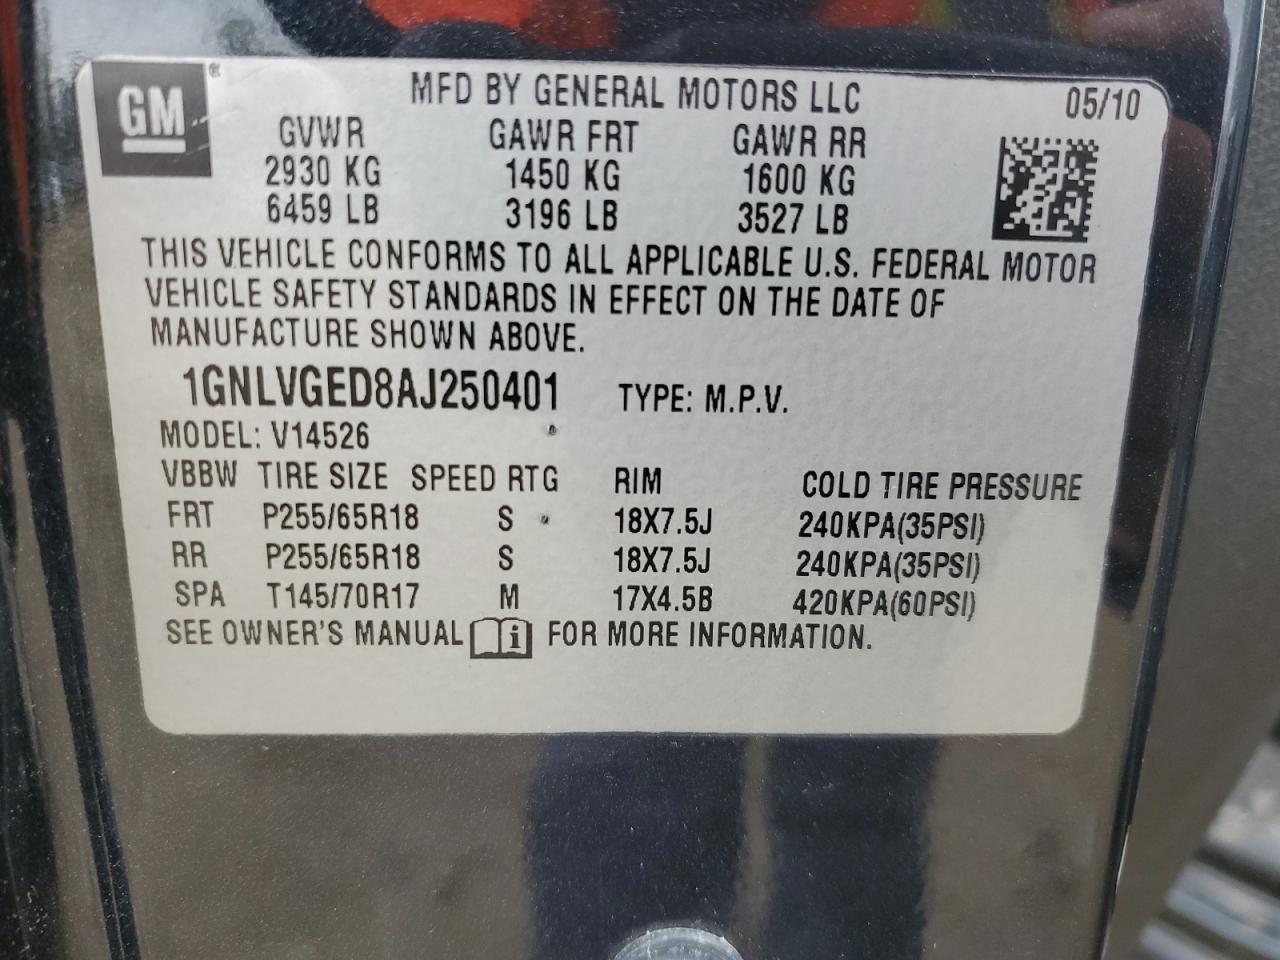 GM®
MFD BY GENERAL MOTORS LLC 05/10
GVWR GAWR FRT GAWR RR
2930 KG 1450 KG 1600 KG
6459 LB 3196 LB 3527 LB
THIS VEHICLE CONFORMS TO ALL APPLICABLE U.S. FEDERAL MOTOR
VEHICLE SAFETY STANDARDS IN EFFECT ON THE DATE OF
MANUFACTURE SHOWN ABOVE.
1GNLVGED8AJ250401 TYPE: M.P.V.
MODEL: V14526
VBBW TIRE SIZE SPEED RTG RIM COLD TIRE PRESSURE
FRT P255/65R18 S 18X7.5J 240KPA(35PSI)
RR P255/65R18 S 18X7.5J 240KPA(35PSI)
SPA T145/70R17 M 17X4.5B 420KPA(60PSI)
SEE OWNER'S MANUAL i FOR MORE INFORMATION.